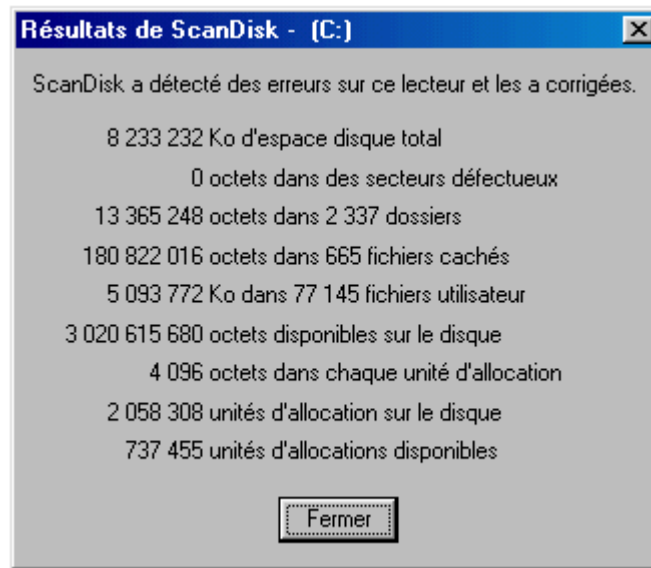 Résultats de ScanDisk - (C:)
ScanDisk a détecté des erreurs sur ce lecteur et les a corrigées.
8 233 232 Ko d'espace disque total
0 octets dans des secteurs défectueux
13 365 248 octets dans 2 337 dossiers
180 822 016 octets dans 665 fichiers cachés
5 093 772 Ko dans 77 145 fichiers utilisateur
3 020 615 680 octets disponibles sur le disque
4 096 octets dans chaque unité d'allocation
2 058 308 unités d'allocation sur le disque
737 455 unités d'allocations disponibles
Fermer